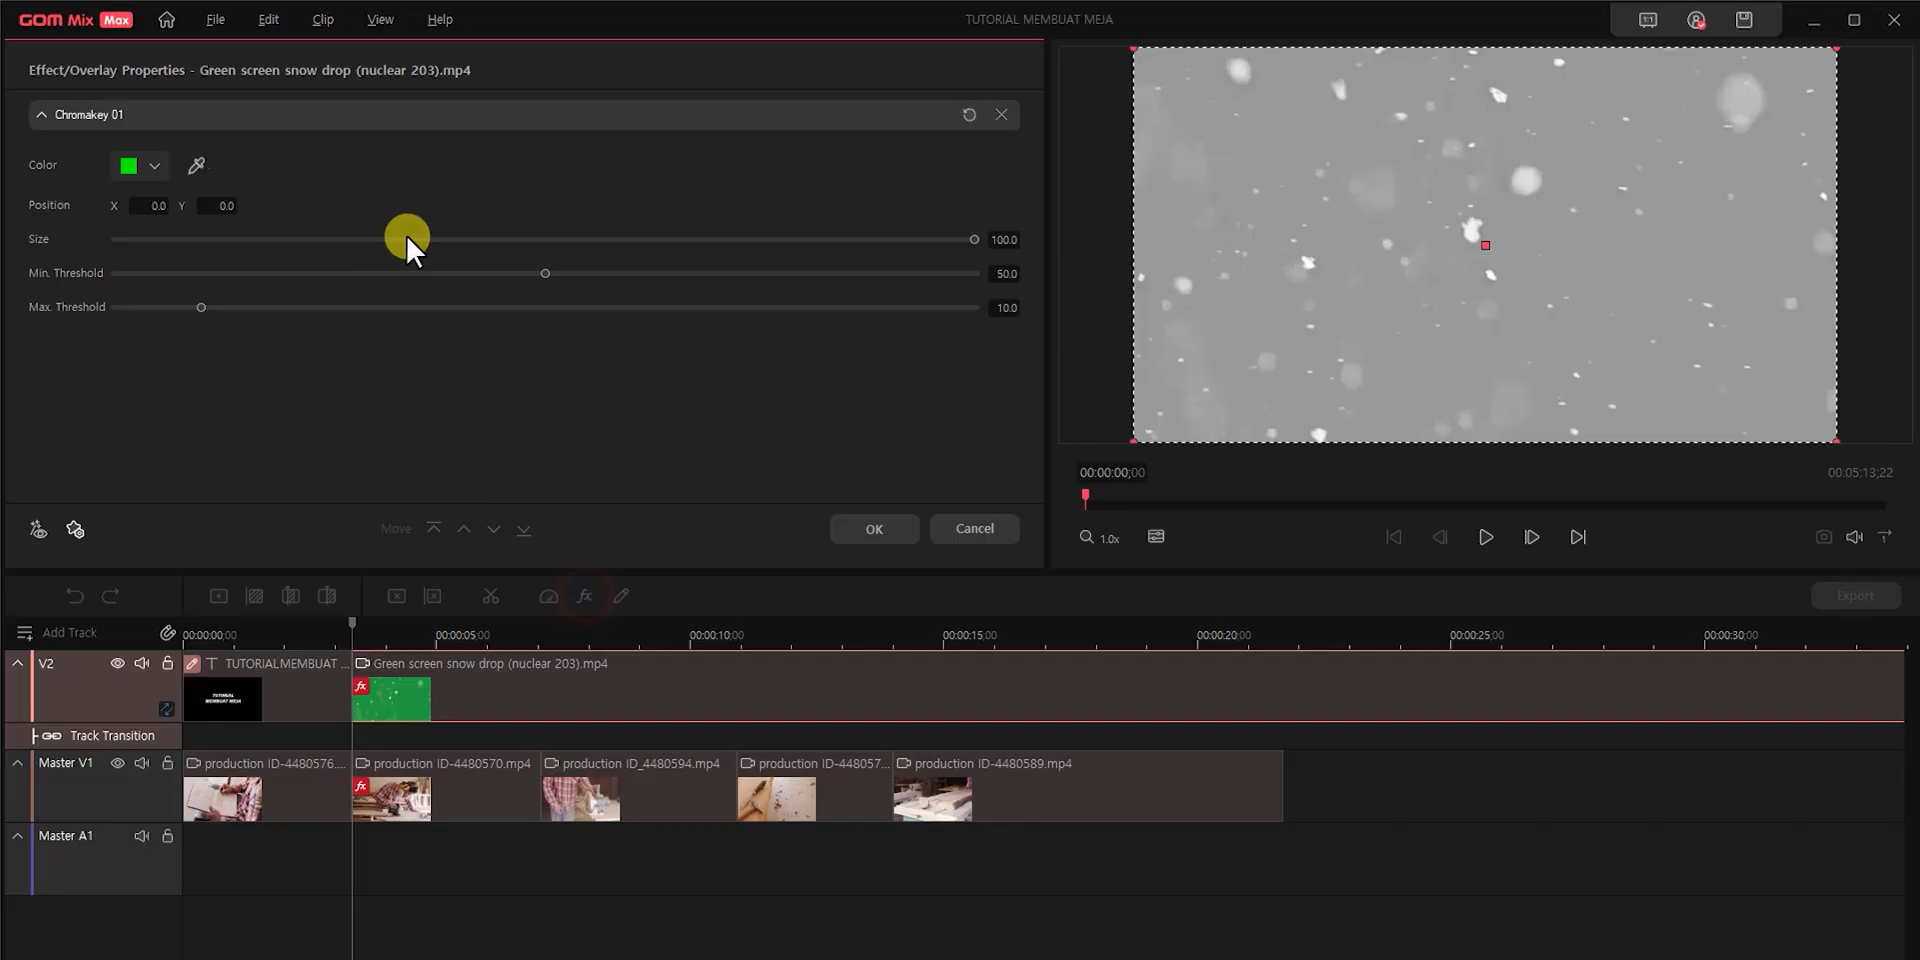 GOM Mix Max File Edit Clip View Help TUTORIAL MEMBUAT MEJA
Effect/Overlay Properties - Green screen snow drop (nuclear 203).mp4
Chromakey 01
Color
Position X 0.0 Y 0.0
Size 100.0
Min. Threshold 50.0
Max. Threshold 10.0
00:00:00;00 00:05:13;22
Move OK Cancel
1.0x
fx Export
Add Track 00:00:00;00 00:00:05;00 00:00:10;00 00:00:15;00 00:00:20;00 00:00:25;00 00:00:30;00
V2 TUTORIAL MEMBUAT ... Green screen snow drop (nuclear 203).mp4
fx
TUTORIAL
MEMBUAT MEJA
Track Transition
Master V1 production ID-4480576.... production ID-4480570.mp4 production ID_4480594.mp4 production ID-448057... production ID-4480589.mp4
fx
Master A1